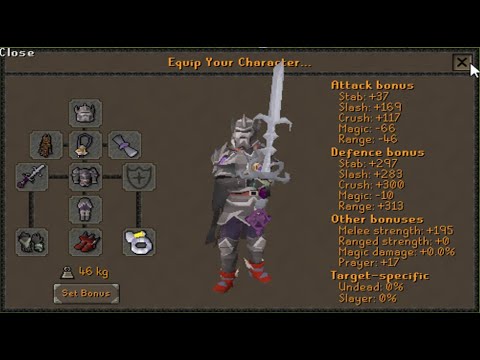 Close
Equip Your Character...
Attack bonus
Stab: +37
Slash: +169
Crush: +117
Magic: -66
Range: -46
Defence bonus
Stab: +297
Slash: +283
Crush: +300
Magic: -10
Range: +313
Other bonuses
Melee strength: +195
Ranged strength: +0
Magic damage: +0.0%
Prayer: +17
Target-specific
Undead: 0%
Slayer: 0%
46 kg
Set Bonus